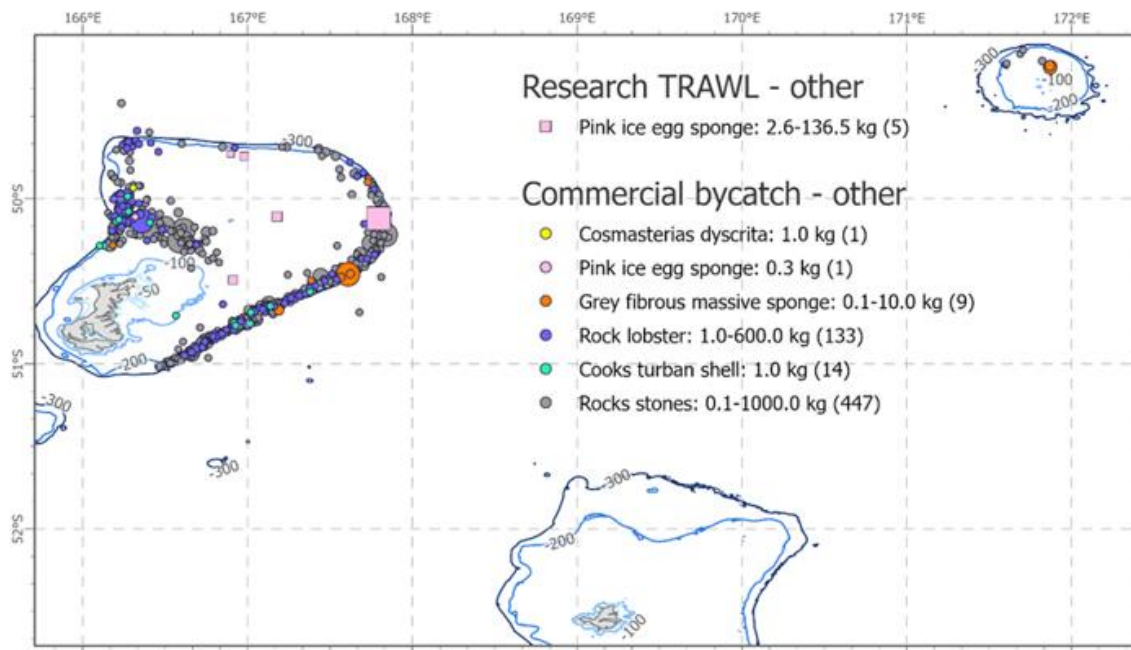 166°E 167°E 168°E 169°E 170°E 171°E 172°E
Research TRAWL - other
Pink ice egg sponge: 2.6-136.5 kg (5)
Commercial bycatch - other
Cosmasterias dyscrita: 1.0 kg (1)
Pink ice egg sponge: 0.3 kg (1)
Grey fibrous massive sponge: 0.1-10.0 kg (9)
Rock lobster: 1.0-600.0 kg (133)
Cooks turban shell: 1.0 kg (14)
Rocks stones: 0.1-1000.0 kg (447)
50°S
51°S
52°S
-300
-100
-200
-300
-100
-50
-200
-300
-300
-300
-200
-100